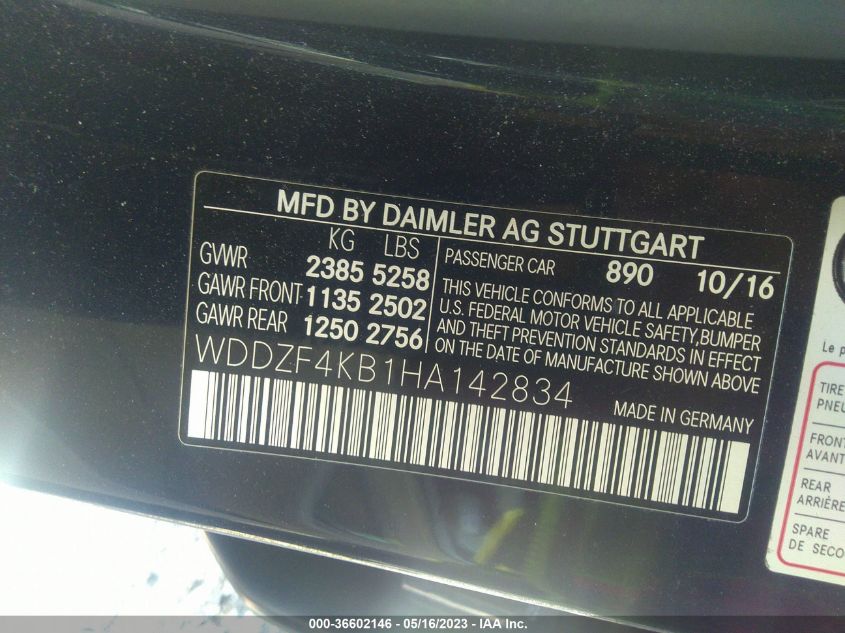 MFD BY DAIMLER AG STUTTGART
KG LBS
GVWR 2385 5258
GAWR FRONT 1135 2502
GAWR REAR 1250 2756
PASSENGER CAR 890 10/16
THIS VEHICLE CONFORMS TO ALL APPLICABLE
U.S. FEDERAL MOTOR VEHICLE SAFETY,BUMPER
AND THEFT PREVENTION STANDARDS IN EFFECT
ON THE DATE OF MANUFACTURE SHOWN ABOVE
WDDZF4KB1HA142834
MADE IN GERMANY
Le p
TIRE
PNEU
FRONT
AVANT
REAR
ARRIÈRE
SPARE
DE SECO
000-36602146 - 05/16/2023 - IAA Inc.